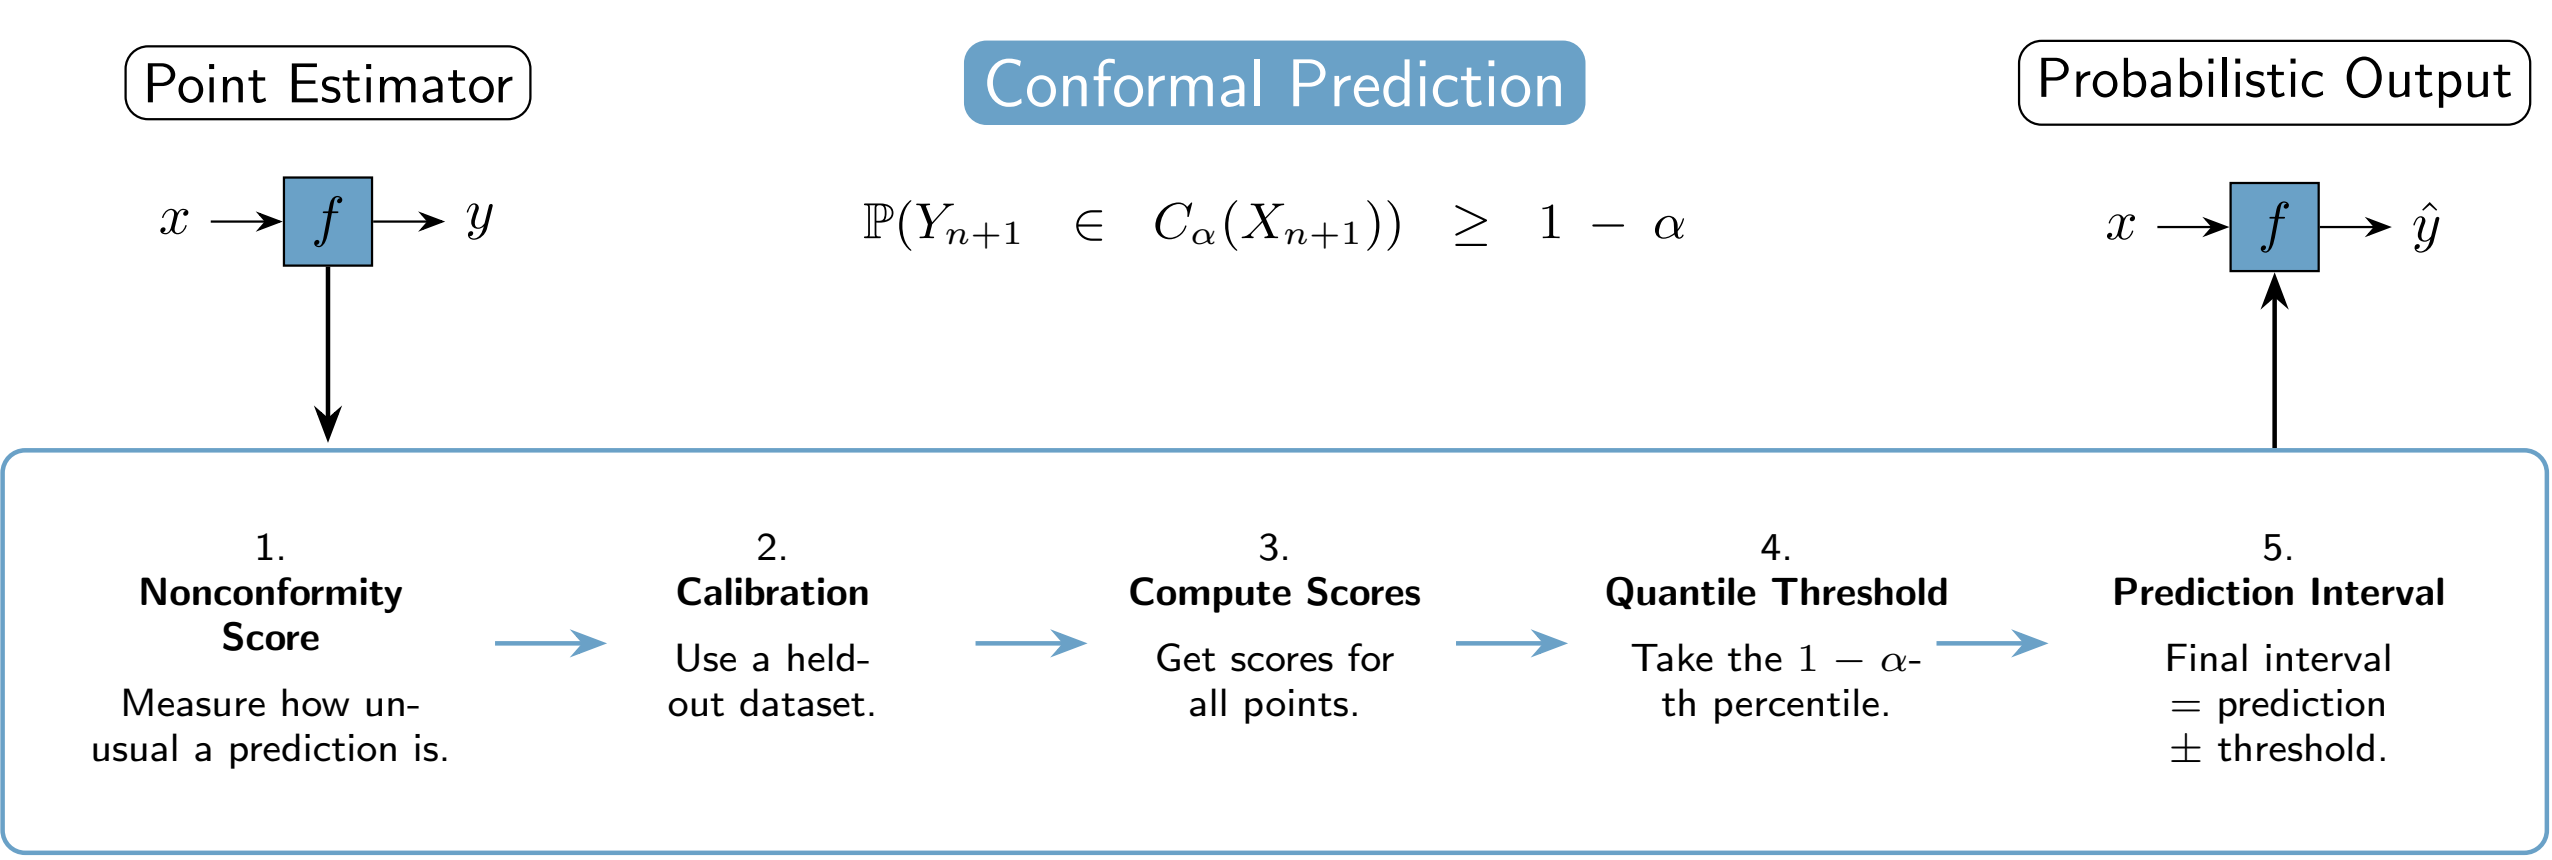 Point Estimator
Conformal Prediction
Probabilistic Output
x f y
ℙ(Yₙ₊₁ ∈ C_α(Xₙ₊₁)) ≥ 1 − α
x f ŷ
1.
Nonconformity
Score
Measure how un-
usual a prediction is.
2.
Calibration
Use a held-
out dataset.
3.
Compute Scores
Get scores for
all points.
4.
Quantile Threshold
Take the 1 − α-
th percentile.
5.
Prediction Interval
Final interval
= prediction
± threshold.